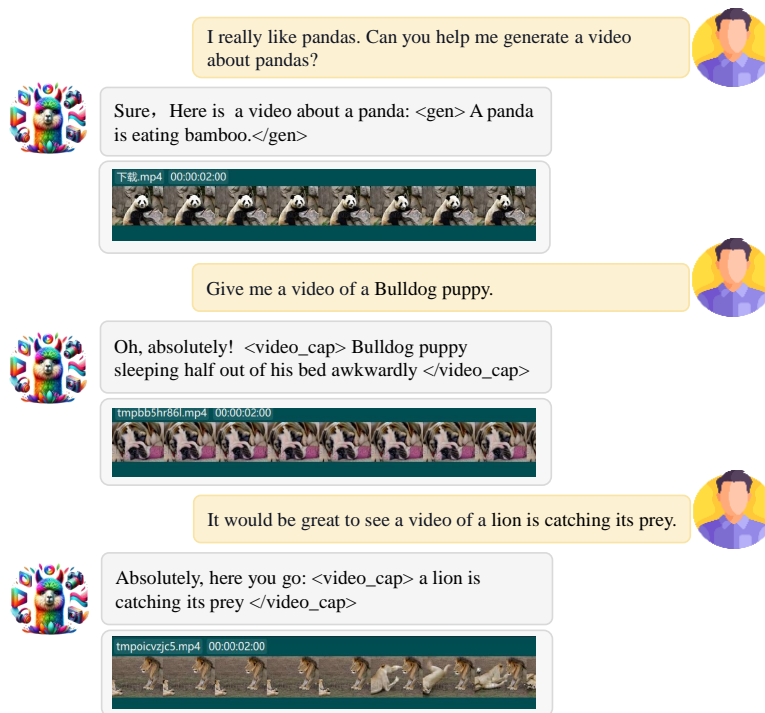 I really like pandas. Can you help me generate a video
about pandas?
Sure，Here is a video about a panda: <gen> A panda
is eating bamboo.</gen>
下载.mp4 00:00:02:00
Give me a video of a Bulldog puppy.
Oh, absolutely! <video_cap> Bulldog puppy
sleeping half out of his bed awkwardly </video_cap>
tmpbb5hr86l.mp4 00:00:02:00
It would be great to see a video of a lion is catching its prey.
Absolutely, here you go: <video_cap> a lion is
catching its prey </video_cap>
tmpoicvzjc5.mp4 00:00:02:00